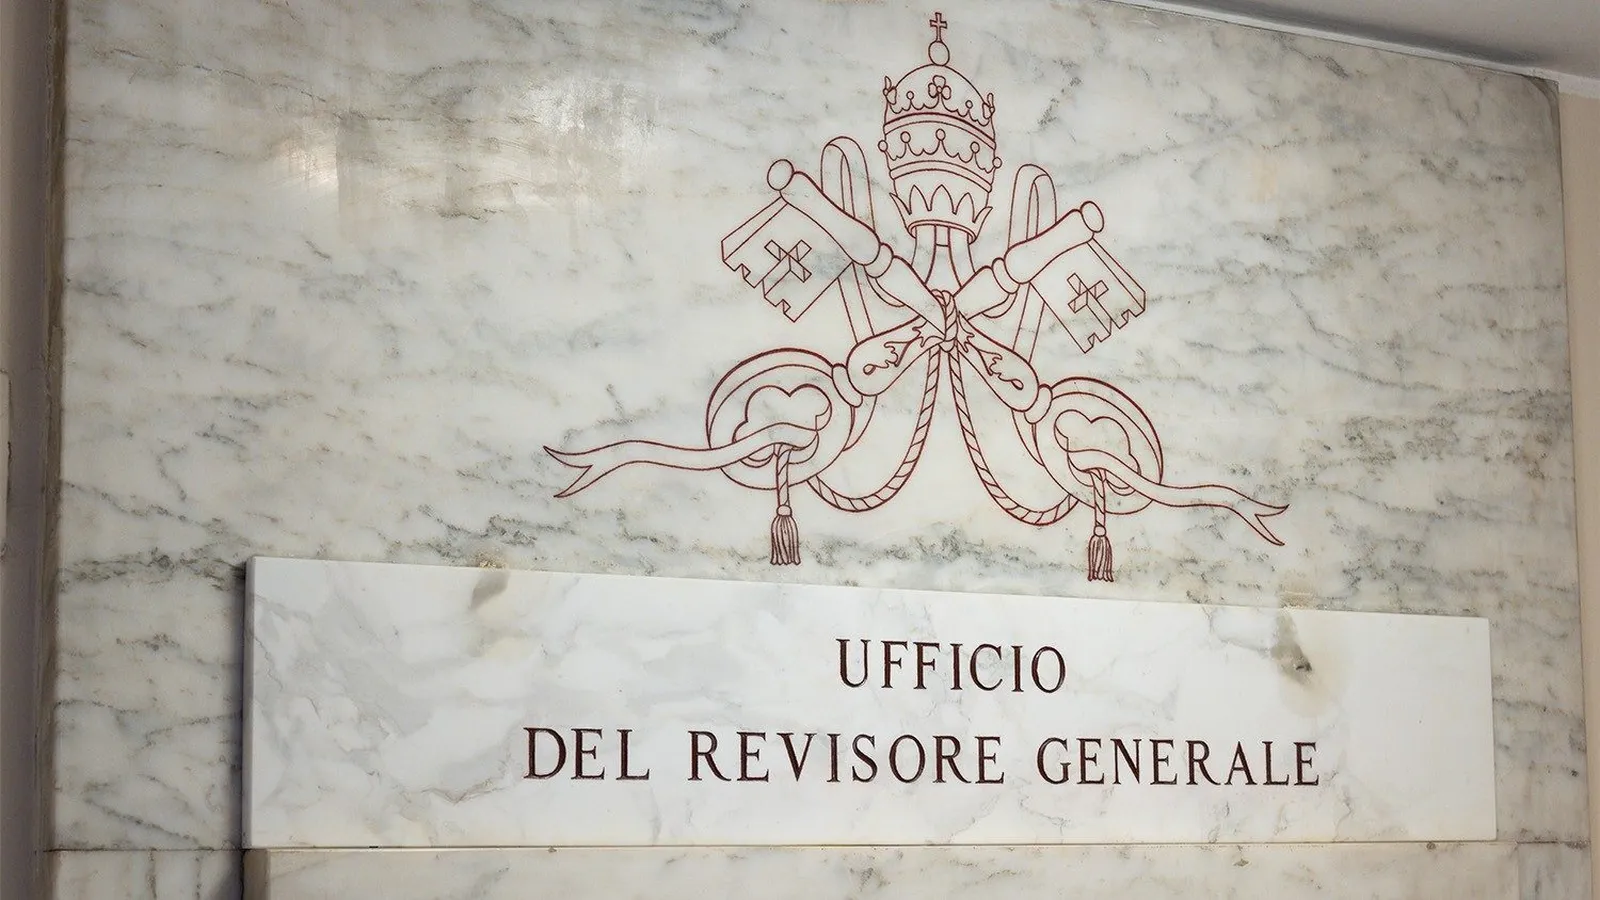 UFFICIO
DEL REVISORE GENERALE